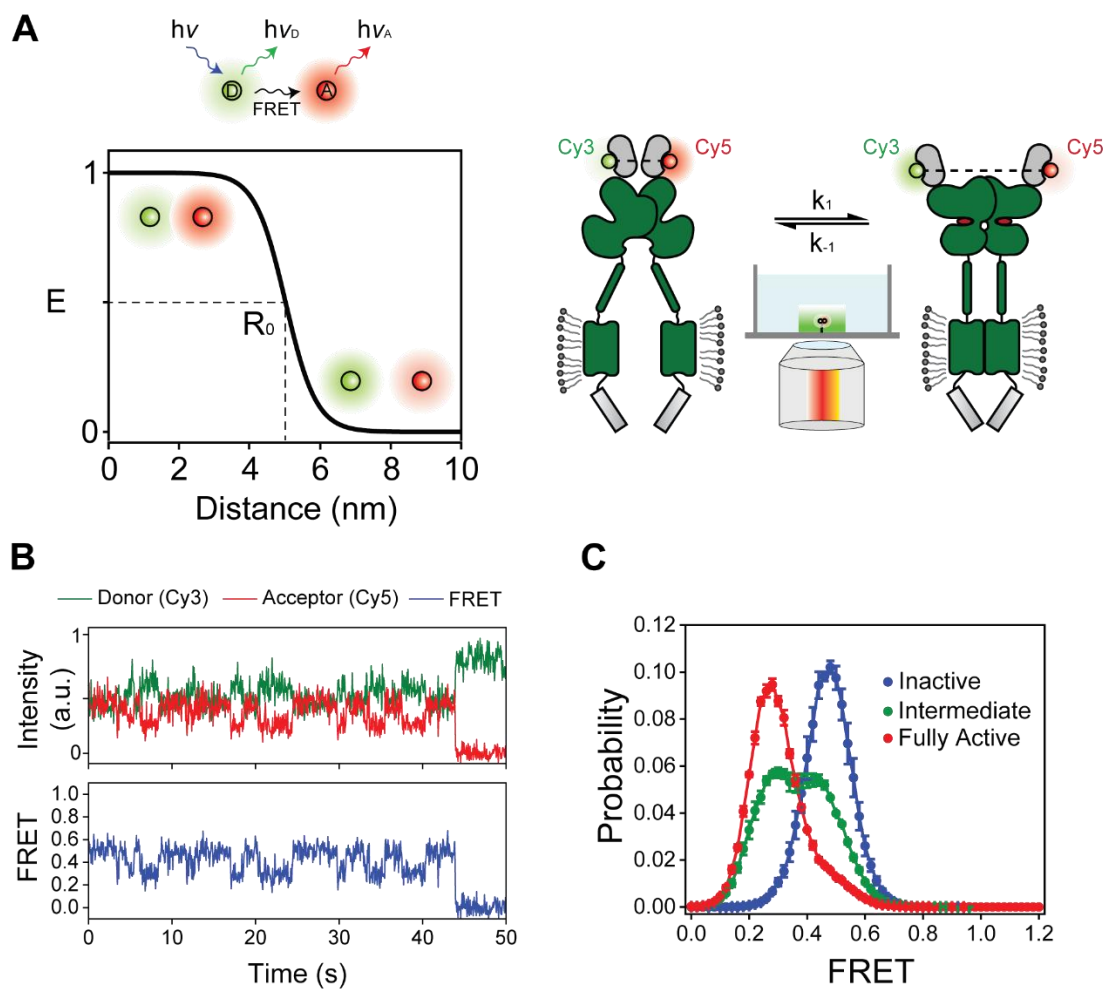 A
hν hνD hνA
D A
FRET
1
E
R₀
0
0 2 4 6 8 10
Distance (nm)
Cy3 Cy5
k₁
k₋₁
Cy3 Cy5
B
Donor (Cy3) Acceptor (Cy5) FRET
1
Intensity
(a.u.)
0
1.0
0.8
0.6
0.4
0.2
0.0
FRET
0 10 20 30 40 50
Time (s)
C
0.12
0.10
0.08
0.06
0.04
0.02
0.00
Probability
Inactive
Intermediate
Fully Active
0.0 0.2 0.4 0.6 0.8 1.0 1.2
FRET